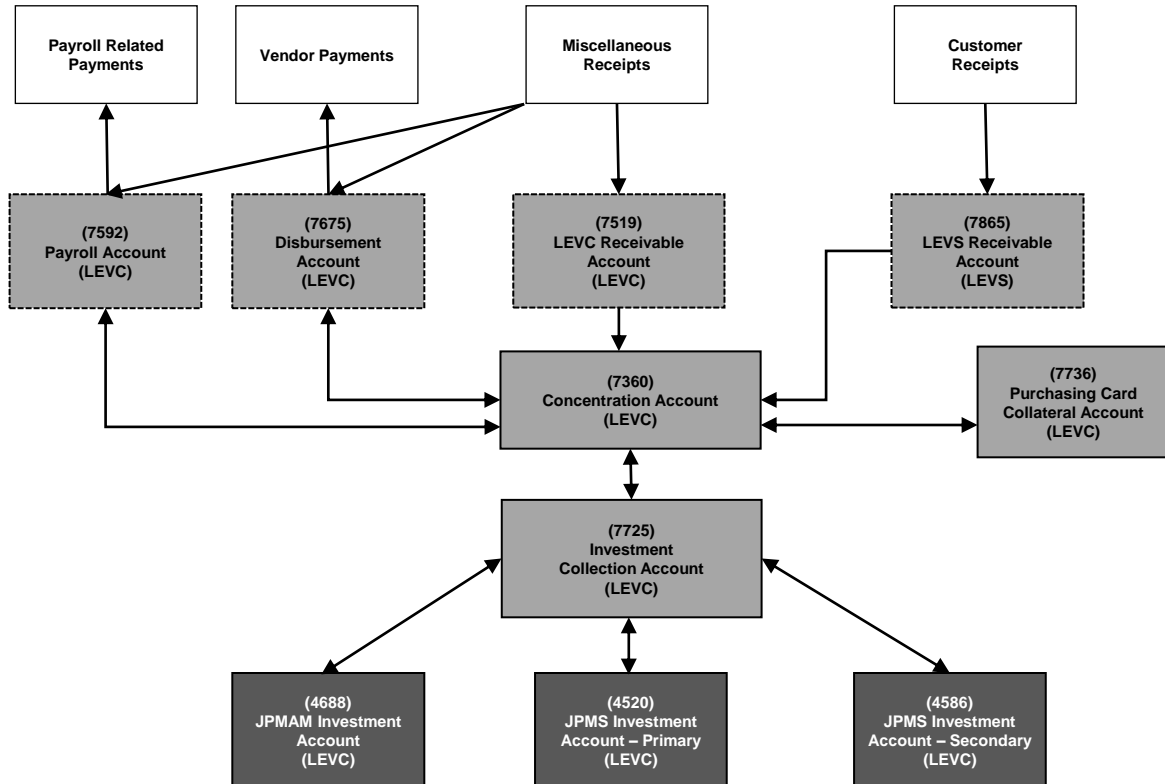 Payroll Related
Payments
Vendor Payments
Miscellaneous
Receipts
Customer
Receipts
(7592)
Payroll Account
(LEVC)
(7675)
Disbursement
Account
(LEVC)
(7519)
LEVC Receivable
Account
(LEVC)
(7865)
LEVS Receivable
Account
(LEVS)
(7360)
Concentration Account
(LEVC)
(7736)
Purchasing Card
Collateral Account
(LEVC)
(7725)
Investment
Collection Account
(LEVC)
(4688)
JPMAM Investment
Account
(LEVC)
(4520)
JPMS Investment
Account – Primary
(LEVC)
(4586)
JPMS Investment
Account – Secondary
(LEVC)